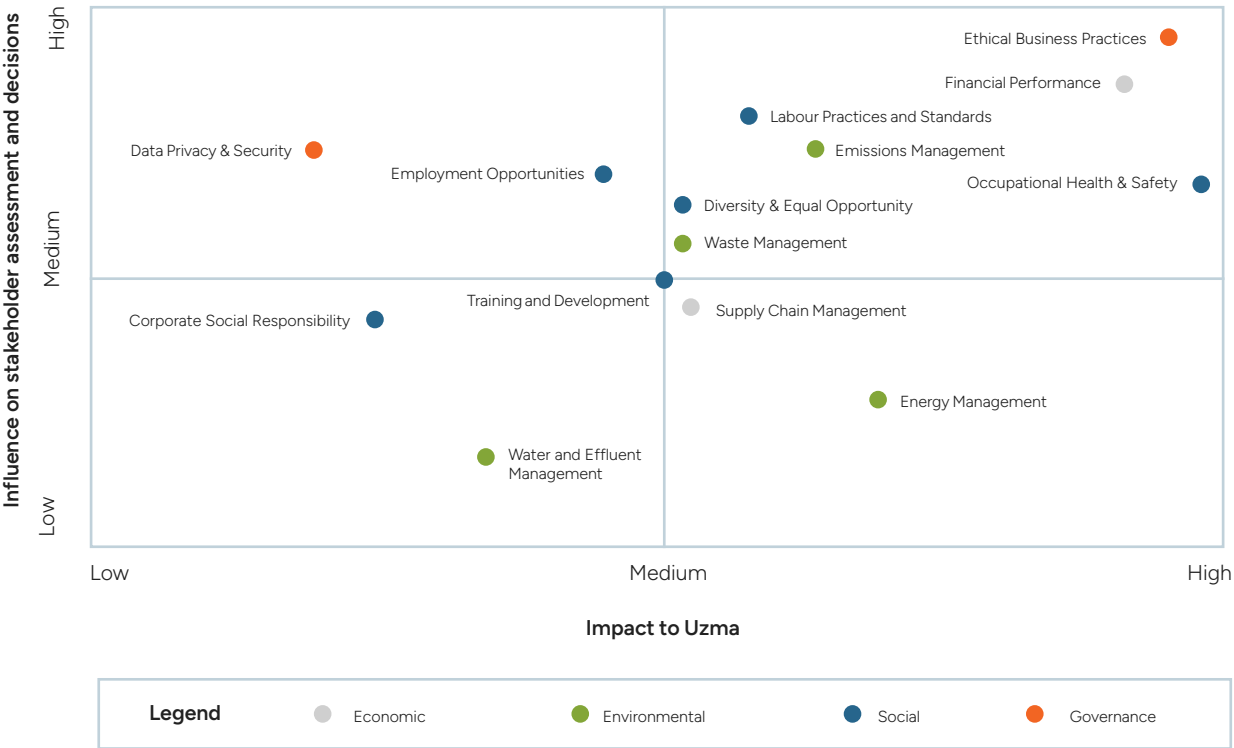 Influence on stakeholder assessment and decisions
High
Medium
Low
Ethical Business Practices
Financial Performance
Labour Practices and Standards
Data Privacy & Security
Emissions Management
Employment Opportunities
Occupational Health & Safety
Diversity & Equal Opportunity
Waste Management
Training and Development
Supply Chain Management
Corporate Social Responsibility
Energy Management
Water and Effluent
Management
Low
Medium
High
Impact to Uzma
Legend
Economic
Environmental
Social
Governance